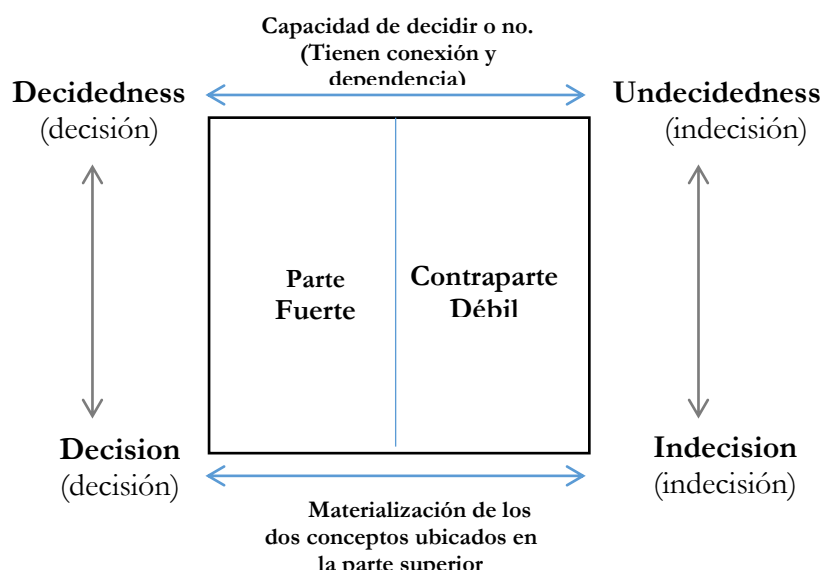 Capacidad de decidir o no.
(Tienen conexión y
dependencia)
Decidedness
(decisión)
Undecidedness
(indecisión)
Parte
Fuerte
Contraparte
Débil
Decision
(decisión)
Indecision
(indecisión)
Materialización de los
dos conceptos ubicados en
la parte superior